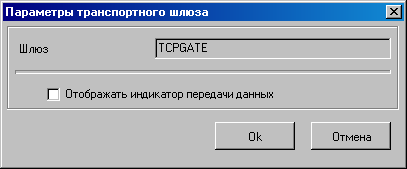 Параметры транспортного шлюза
Шлюз TCPGATE
Отображать индикатор передачи данных
Ok Отмена